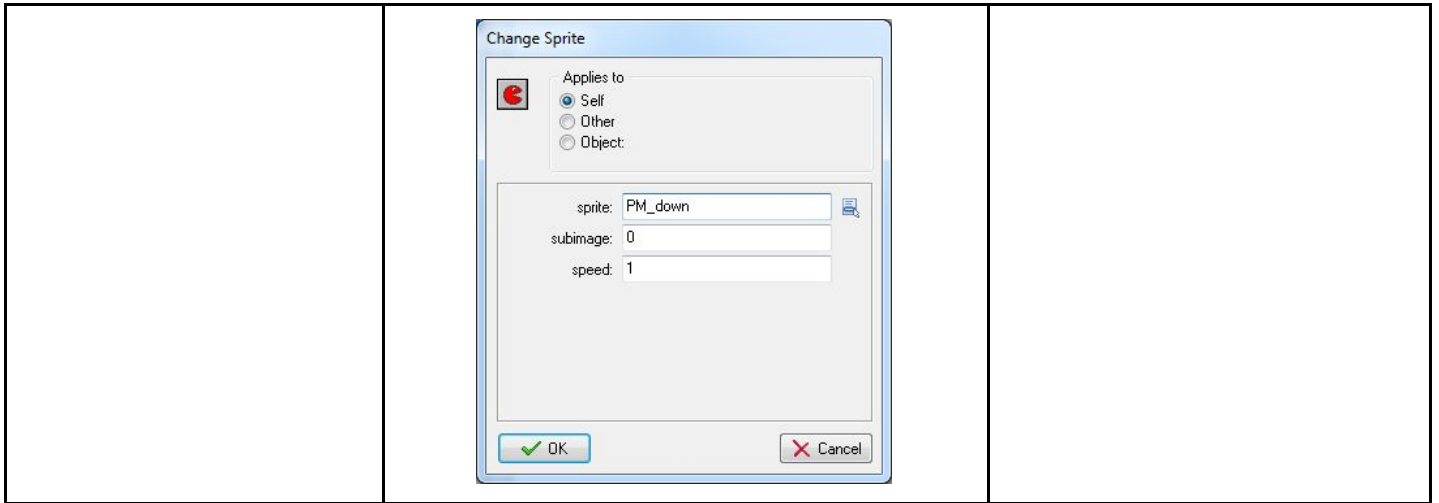 Change Sprite
Applies to
Self
Other
Object:
sprite: PM_down
subimage: 0
speed: 1
OK Cancel